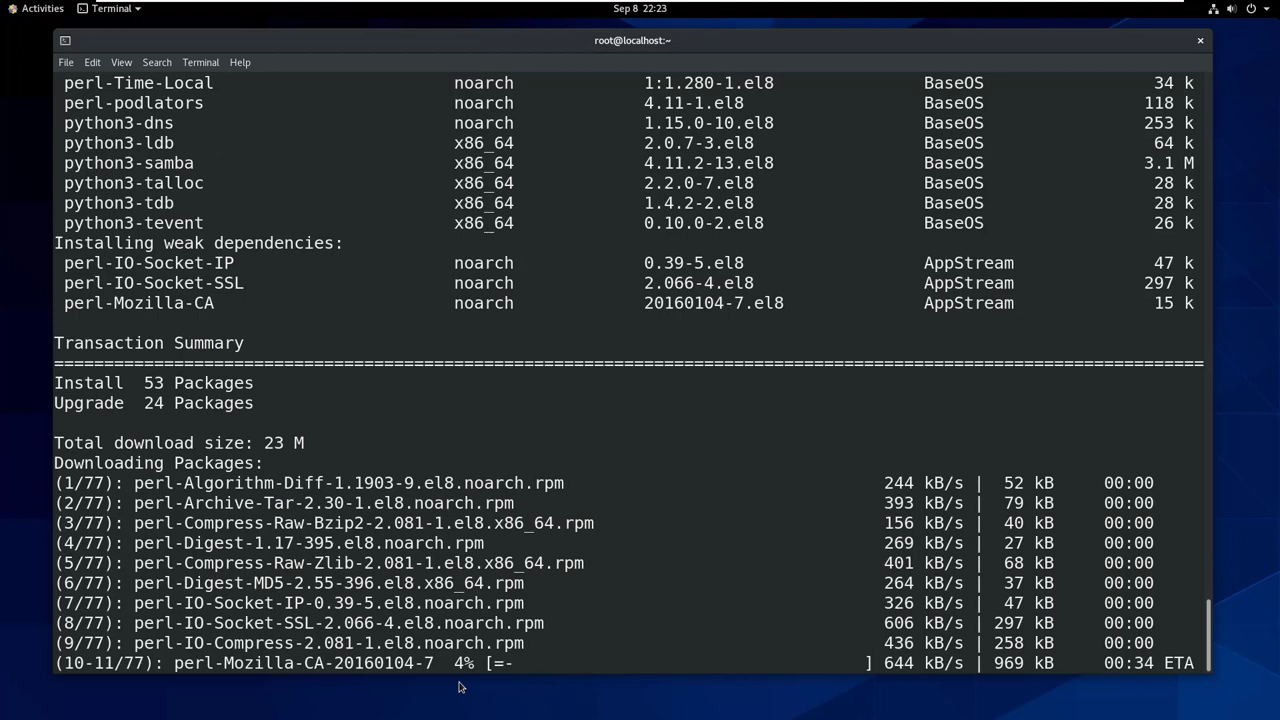 Activities Terminal Sep 8 22:23
root@localhost:~
File Edit View Search Terminal Help
perl-Time-Local noarch 1:1.280-1.el8 BaseOS 34 k
perl-podlators noarch 4.11-1.el8 BaseOS 118 k
python3-dns noarch 1.15.0-10.el8 BaseOS 253 k
python3-ldb x86_64 2.0.7-3.el8 BaseOS 64 k
python3-samba x86_64 4.11.2-13.el8 BaseOS 3.1 M
python3-talloc x86_64 2.2.0-7.el8 BaseOS 28 k
python3-tdb x86_64 1.4.2-2.el8 BaseOS 28 k
python3-tevent x86_64 0.10.0-2.el8 BaseOS 26 k
Installing weak dependencies:
perl-IO-Socket-IP noarch 0.39-5.el8 AppStream 47 k
perl-IO-Socket-SSL noarch 2.066-4.el8 AppStream 297 k
perl-Mozilla-CA noarch 20160104-7.el8 AppStream 15 k
Transaction Summary
===================================================================================================================
Install 53 Packages
Upgrade 24 Packages
Total download size: 23 M
Downloading Packages:
(1/77): perl-Algorithm-Diff-1.1903-9.el8.noarch.rpm 244 kB/s | 52 kB 00:00
(2/77): perl-Archive-Tar-2.30-1.el8.noarch.rpm 393 kB/s | 79 kB 00:00
(3/77): perl-Compress-Raw-Bzip2-2.081-1.el8.x86_64.rpm 156 kB/s | 40 kB 00:00
(4/77): perl-Digest-1.17-395.el8.noarch.rpm 269 kB/s | 27 kB 00:00
(5/77): perl-Compress-Raw-Zlib-2.081-1.el8.x86_64.rpm 401 kB/s | 68 kB 00:00
(6/77): perl-Digest-MD5-2.55-396.el8.x86_64.rpm 264 kB/s | 37 kB 00:00
(7/77): perl-IO-Socket-IP-0.39-5.el8.noarch.rpm 326 kB/s | 47 kB 00:00
(8/77): perl-IO-Socket-SSL-2.066-4.el8.noarch.rpm 606 kB/s | 297 kB 00:00
(9/77): perl-IO-Compress-2.081-1.el8.noarch.rpm 436 kB/s | 258 kB 00:00
(10-11/77): perl-Mozilla-CA-20160104-7 4% [=- ] 644 kB/s | 969 kB 00:34 ETA